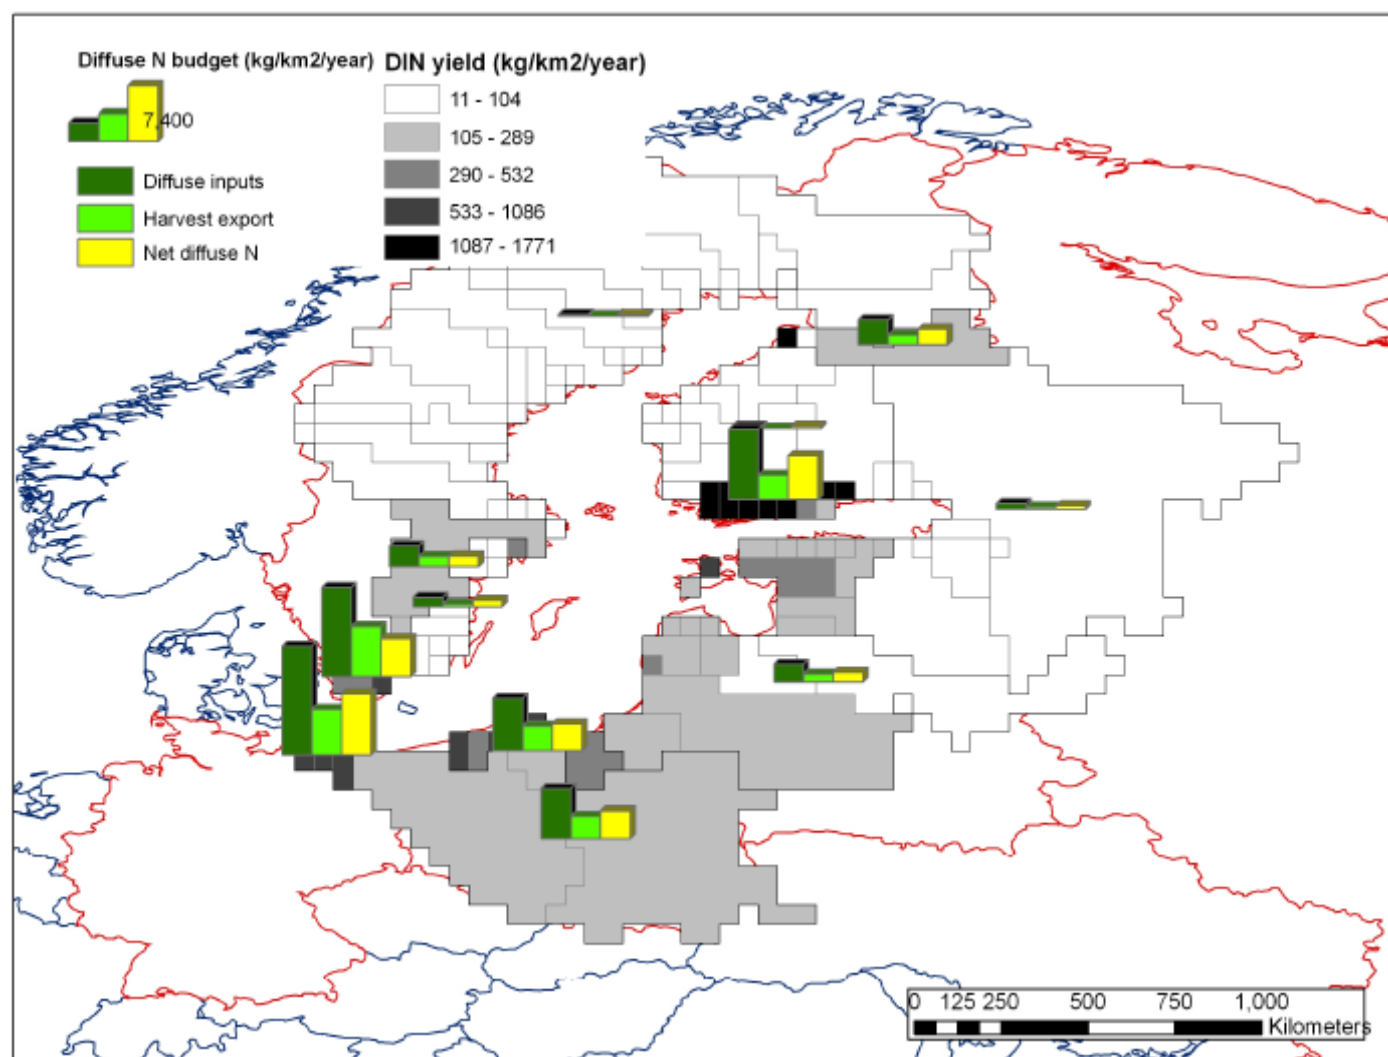 Diffuse N budget (kg/km2/year)
7,400
Diffuse inputs
Harvest export
Net diffuse N
DIN yield (kg/km2/year)
11 - 104
105 - 289
290 - 532
533 - 1086
1087 - 1771
0 125 250 500 750 1,000
Kilometers